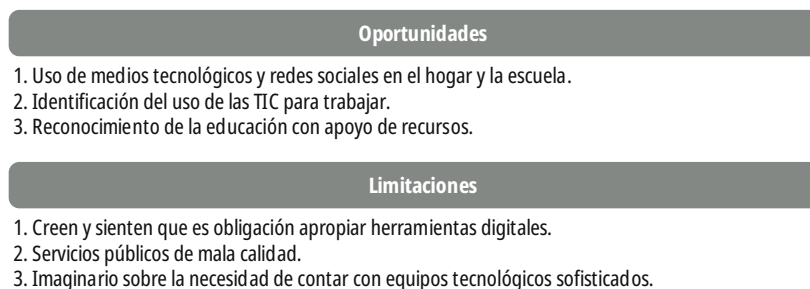 Oportunidades
1. Uso de medios tecnológicos y redes sociales en el hogar y la escuela.
2. Identificación del uso de las TIC para trabajar.
3. Reconocimiento de la educación con apoyo de recursos.
Limitaciones
1. Creen y sienten que es obligación apropiar herramientas digitales.
2. Servicios públicos de mala calidad.
3. Imaginario sobre la necesidad de contar con equipos tecnológicos sofisticados.